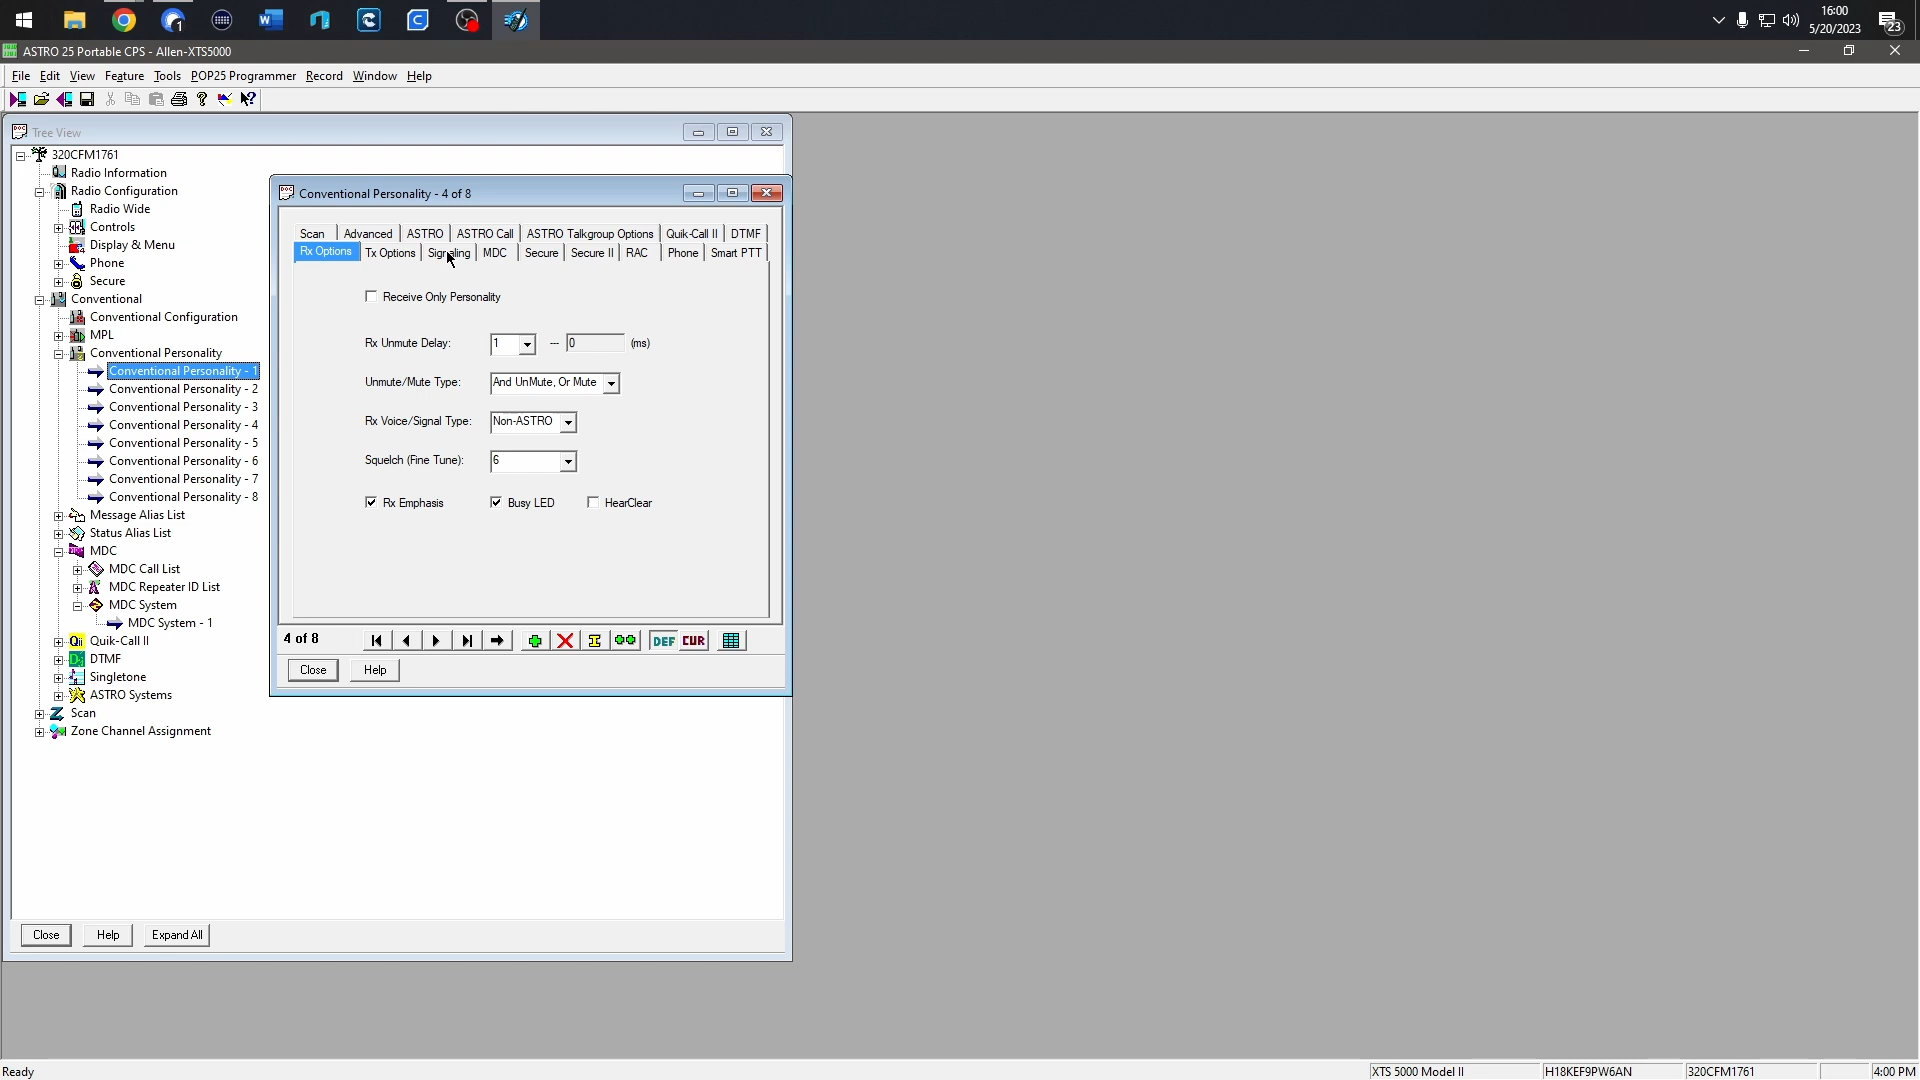 1
16:00
5/20/2023
23
ASTRO 25 Portable CPS - Allen-XTS5000
File Edit View Feature Tools POP25 Programmer Record Window Help
Tree View
320CFM1761
Radio Information
Radio Configuration
Radio Wide
Controls
Display & Menu
Phone
Secure
Conventional
Conventional Configuration
MPL
Conventional Personality
Conventional Personality - 1
Conventional Personality - 2
Conventional Personality - 3
Conventional Personality - 4
Conventional Personality - 5
Conventional Personality - 6
Conventional Personality - 7
Conventional Personality - 8
Message Alias List
Status Alias List
MDC
MDC Call List
MDC Repeater ID List
MDC System
MDC System - 1
Quik-Call II
DTMF
Singletone
ASTRO Systems
Scan
Zone Channel Assignment
Close Help Expand All
Conventional Personality - 4 of 8
Scan Advanced ASTRO ASTRO Call ASTRO Talkgroup Options Quik-Call II DTMF
Rx Options Tx Options Signaling MDC Secure Secure II RAC Phone Smart PTT
Receive Only Personality
Rx Unmute Delay: 1 --- 0 (ms)
Unmute/Mute Type: And UnMute, Or Mute
Rx Voice/Signal Type: Non-ASTRO
Squelch (Fine Tune): 6
Rx Emphasis Busy LED HearClear
4 of 8 DEF CUR
Close Help
Ready XTS 5000 Model II H18KEF9PW6AN 320CFM1761 4:00 PM